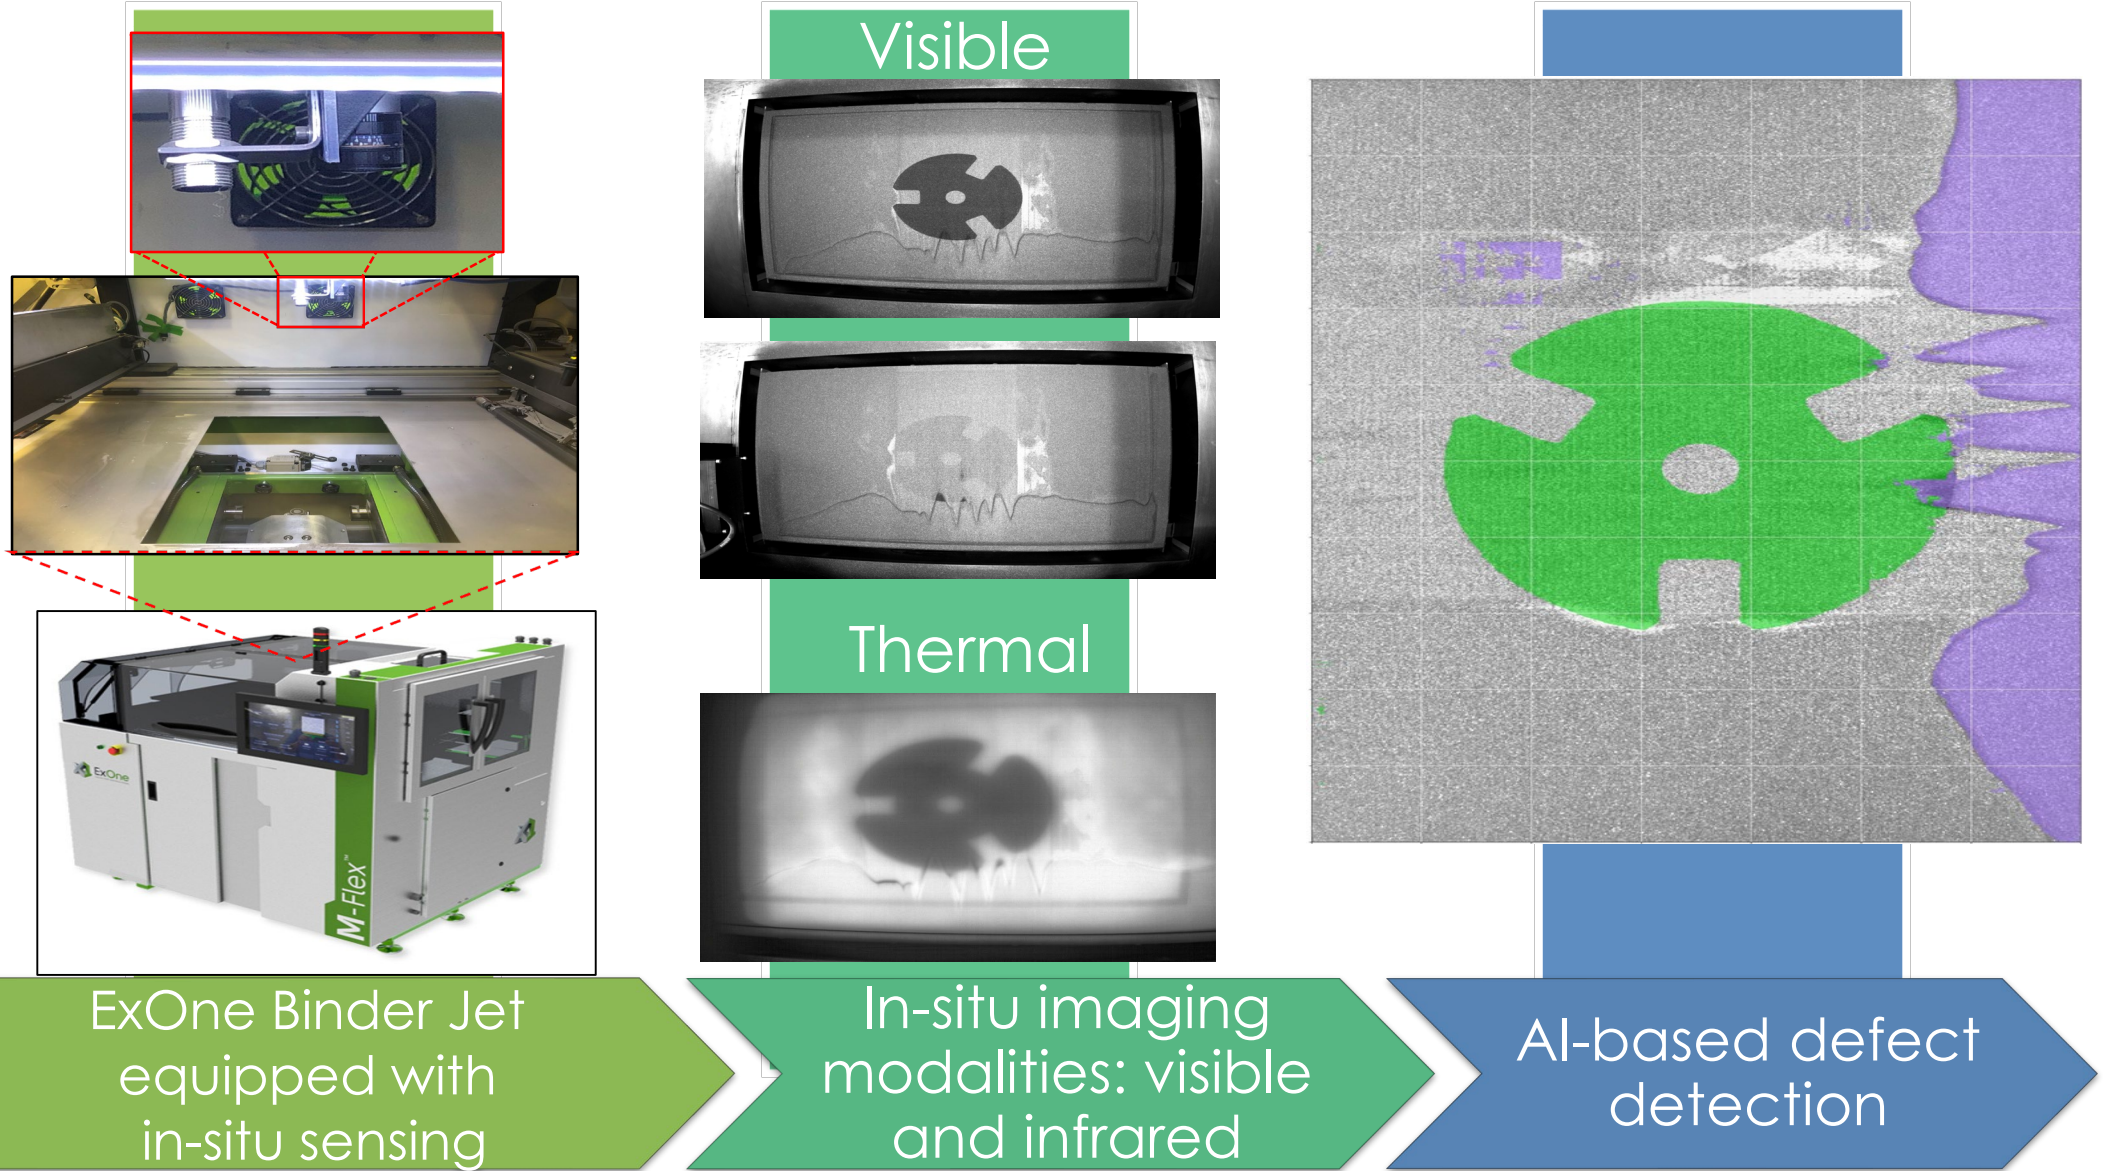 Visible
Thermal
ExOne
M-Flex™
ExOne Binder Jet
equipped with
in-situ sensing
In-situ imaging
modalities: visible
and infrared
AI-based defect
detection